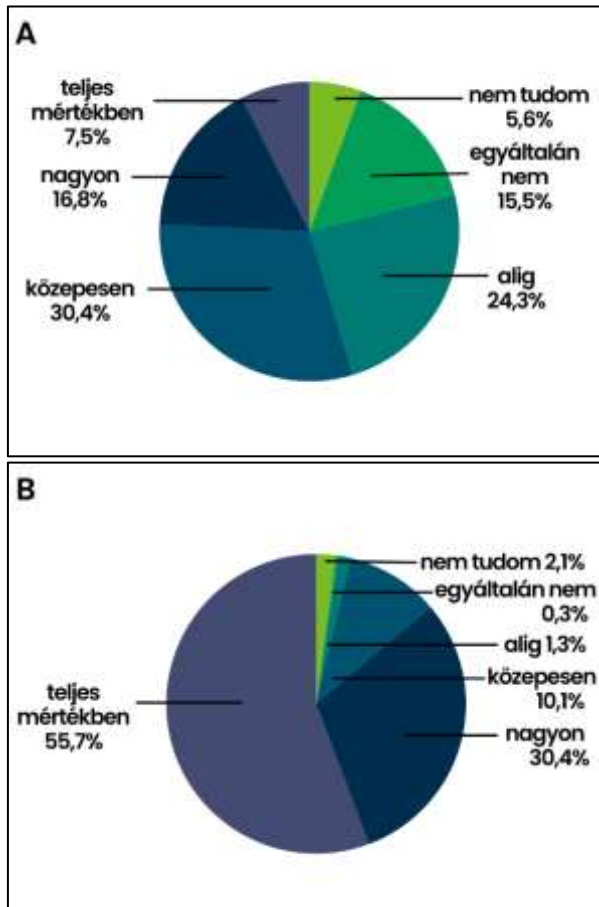 A
teljes
mértékben
7,5%
nagyon
16,8%
közepesen
30,4%
nem tudom
5,6%
egyáltalán
nem
15,5%
alig
24,3%
B
nem tudom 2,1%
egyáltalán nem
0,3%
alig 1,3%
közepesen
10,1%
nagyon
30,4%
teljes
mértékben
55,7%